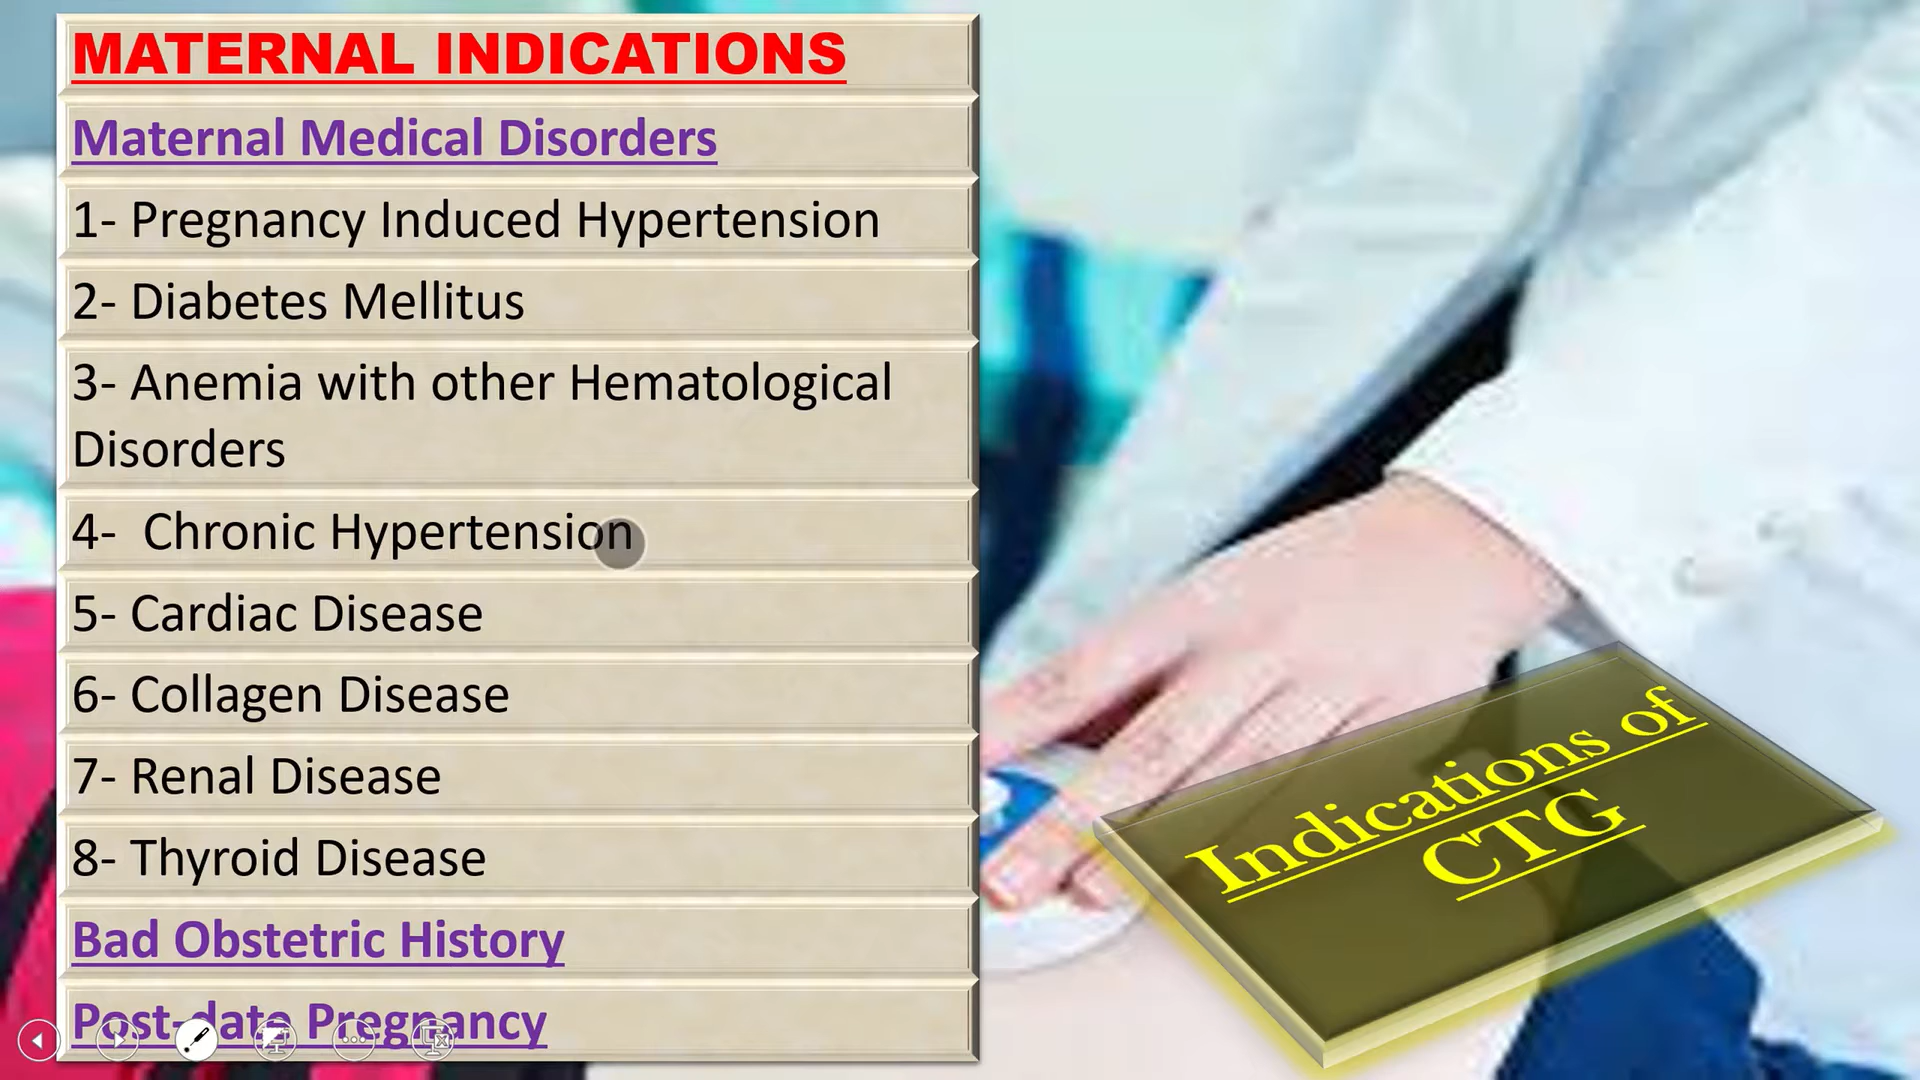 MATERNAL INDICATIONS
Maternal Medical Disorders
1- Pregnancy Induced Hypertension
2- Diabetes Mellitus
3- Anemia with other Hematological
Disorders
4- Chronic Hypertension
5- Cardiac Disease
6- Collagen Disease
7- Renal Disease
8- Thyroid Disease
Bad Obstetric History
Post-date Pregnancy
Indications of
CTG